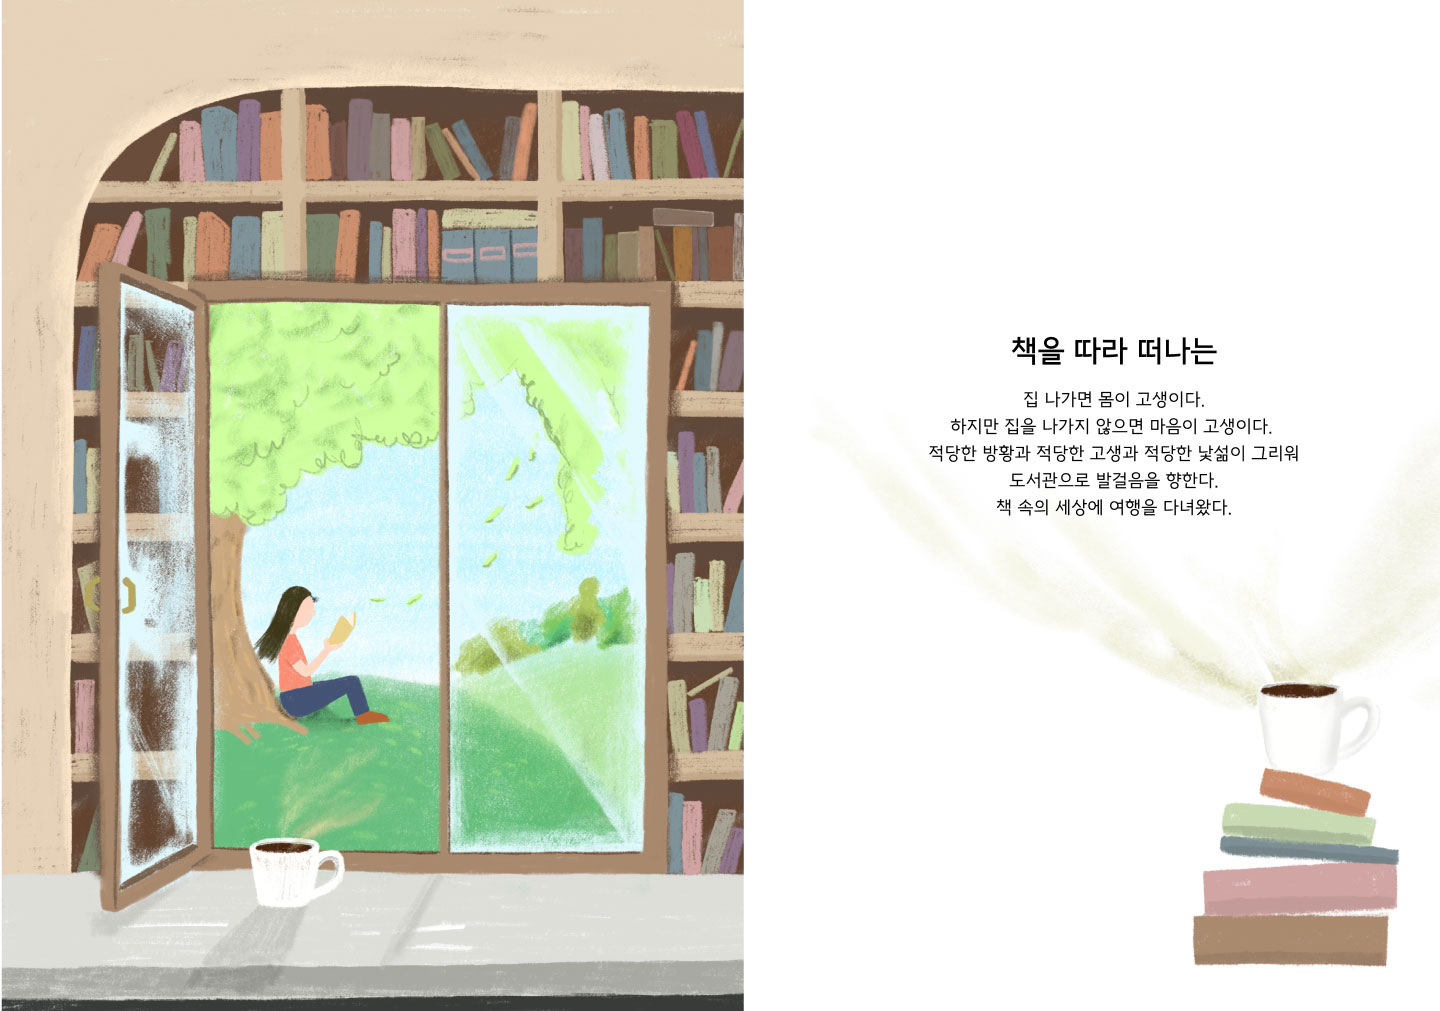 책을 따라 떠나는
집 나가면 몸이 고생이다.
하지만 집을 나가지 않으면 마음이 고생이다.
적당한 방황과 적당한 고생과 적당한 낯섦이 그리워
도서관으로 발걸음을 향한다.
책 속의 세상에 여행을 다녀왔다.